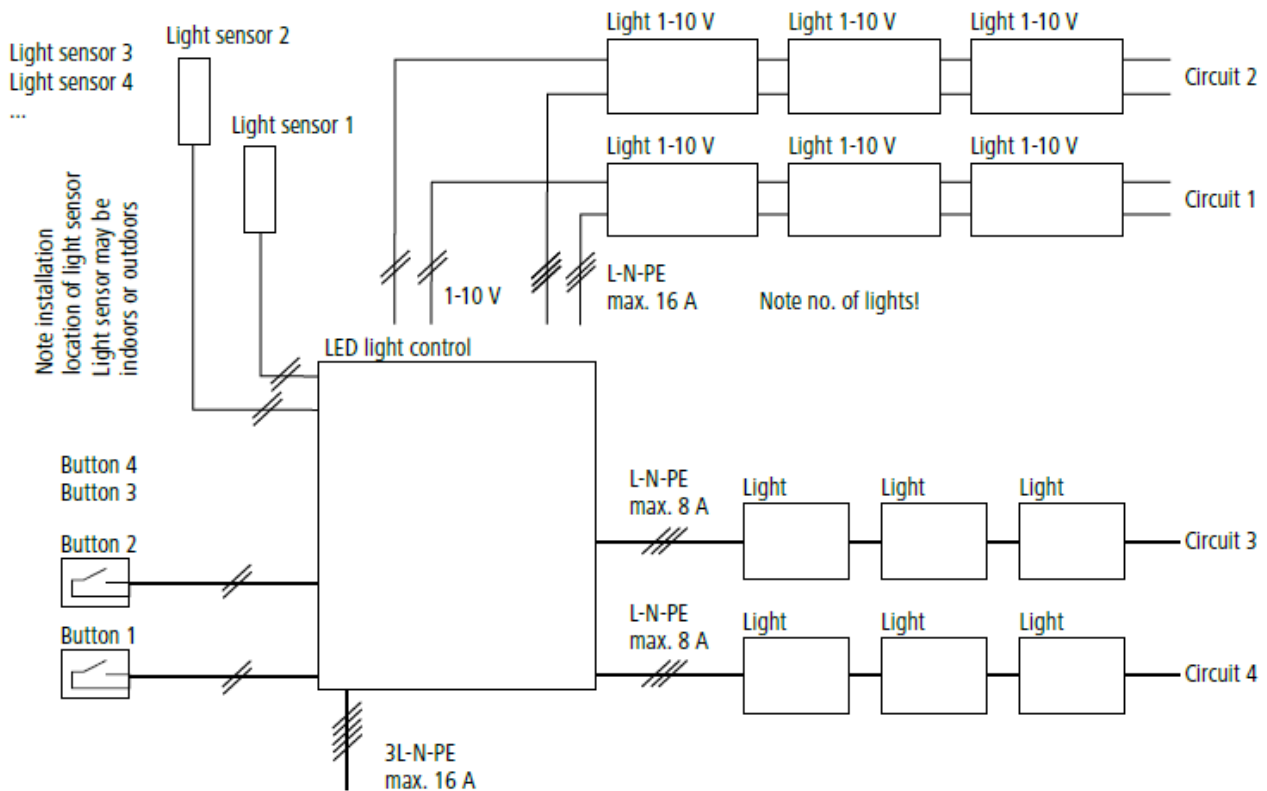 Light sensor 3
Light sensor 4
...
Light sensor 2
Light sensor 1
Note installation
location of light sensor
Light sensor may be
indoors or outdoors
Light 1-10 V
Light 1-10 V
Light 1-10 V
Circuit 2
Light 1-10 V
Light 1-10 V
Light 1-10 V
Circuit 1
1-10 V
L-N-PE
max. 16 A
Note no. of lights!
LED light control
Button 4
Button 3
Button 2
Button 1
L-N-PE
max. 8 A
Light
Light
Light
Circuit 3
L-N-PE
max. 8 A
Light
Light
Light
Circuit 4
3L-N-PE
max. 16 A